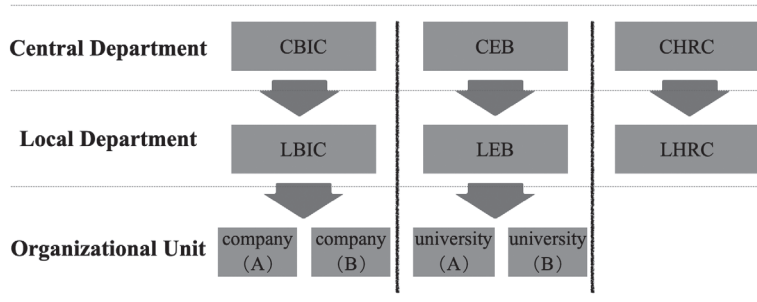 Central Department
CBIC
CEB
CHRC
Local Department
LBIC
LEB
LHRC
Organizational Unit
company
(A)
company
(B)
university
(A)
university
(B)